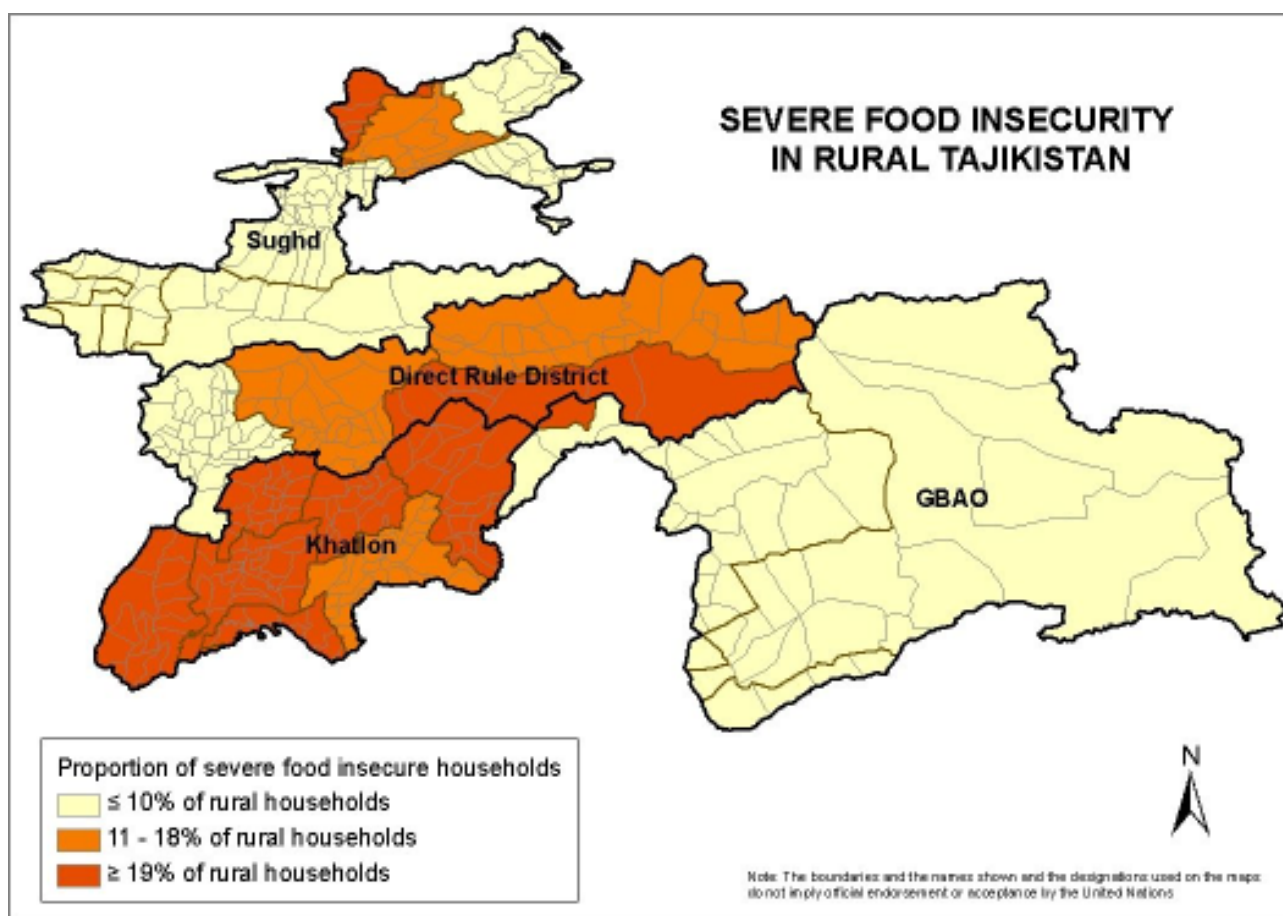 SEVERE FOOD INSECURITY
IN RURAL TAJIKISTAN
Sughd
Direct Rule District
GBAO
Khatlon
Proportion of severe food insecure households
≤ 10% of rural households
11 - 18% of rural households
≥ 19% of rural households
N
Note: The boundaries and the names shown and the designations used on the maps
do not imply official endorsement or acceptance by the United Nations